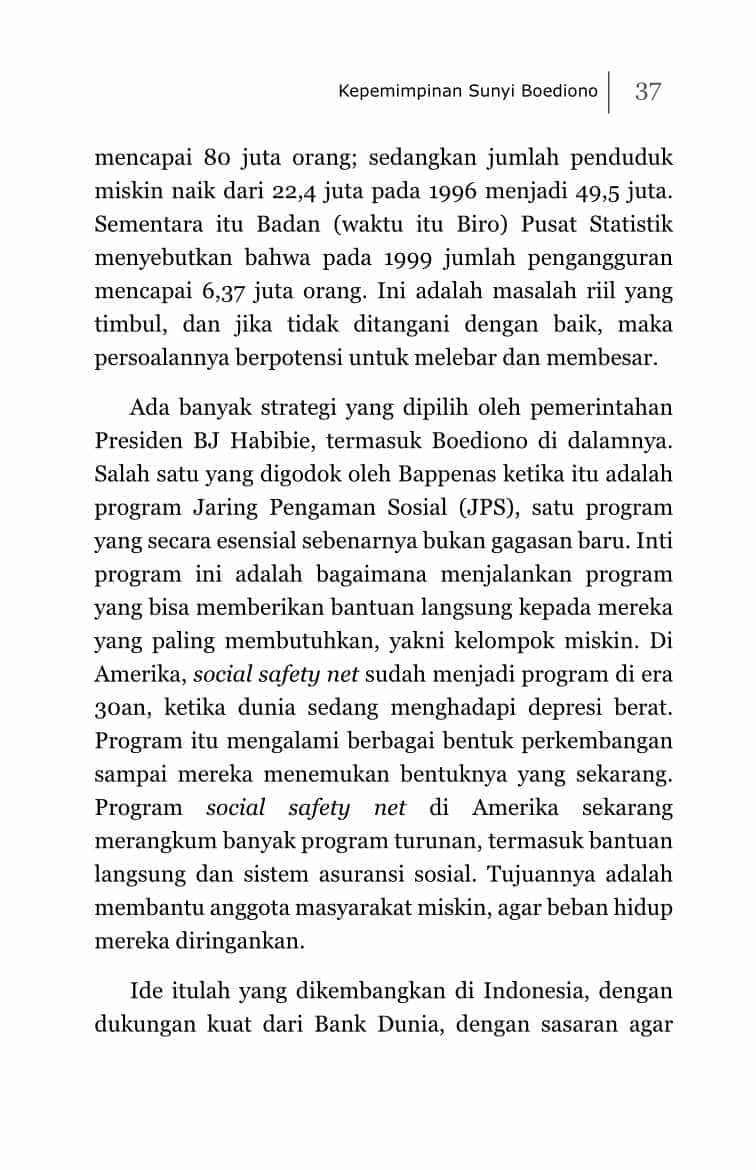 Kepemimpinan Sunyi Boediono 37
mencapai 80 juta orang; sedangkan jumlah penduduk
miskin naik dari 22,4 juta pada 1996 menjadi 49,5 juta.
Sementara itu Badan (waktu itu Biro) Pusat Statistik
menyebutkan bahwa pada 1999 jumlah pengangguran
mencapai 6,37 juta orang. Ini adalah masalah riil yang
timbul, dan jika tidak ditangani dengan baik, maka
persoalannya berpotensi untuk melebar dan membesar.
Ada banyak strategi yang dipilih oleh pemerintahan
Presiden BJ Habibie, termasuk Boediono di dalamnya.
Salah satu yang digodok oleh Bappenas ketika itu adalah
program Jaring Pengaman Sosial (JPS), satu program
yang secara esensial sebenarnya bukan gagasan baru. Inti
program ini adalah bagaimana menjalankan program
yang bisa memberikan bantuan langsung kepada mereka
yang paling membutuhkan, yakni kelompok miskin. Di
Amerika, social safety net sudah menjadi program di era
30an, ketika dunia sedang menghadapi depresi berat.
Program itu mengalami berbagai bentuk perkembangan
sampai mereka menemukan bentuknya yang sekarang.
Program social safety net di Amerika sekarang
merangkum banyak program turunan, termasuk bantuan
langsung dan sistem asuransi sosial. Tujuannya adalah
membantu anggota masyarakat miskin, agar beban hidup
mereka diringankan.
Ide itulah yang dikembangkan di Indonesia, dengan
dukungan kuat dari Bank Dunia, dengan sasaran agar